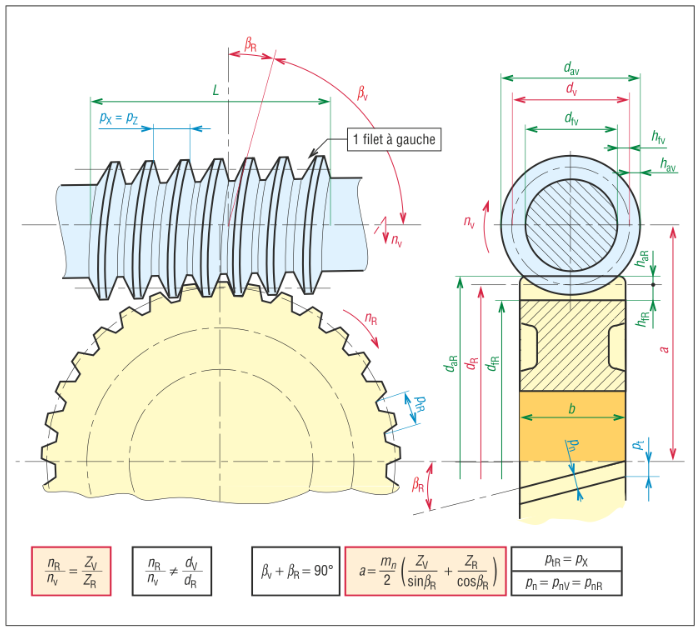 β_R
d_av
L
β_v
d_v
p_X = p_Z
d_fv
1 filet à gauche
h_fv
h_av
n_v
n_v
h_aR
n_R
h_fR
d_aR
d_R
d_fR
a
p_tR
b
p_n
p_t
β_R
n_R/n_v = Z_V/Z_R
n_R/n_v ≠ d_V/d_R
β_v + β_R = 90°
a = m_n/2 (Z_V/sinβ_R + Z_R/cosβ_R)
p_tR = p_X
p_n = p_nV = p_nR